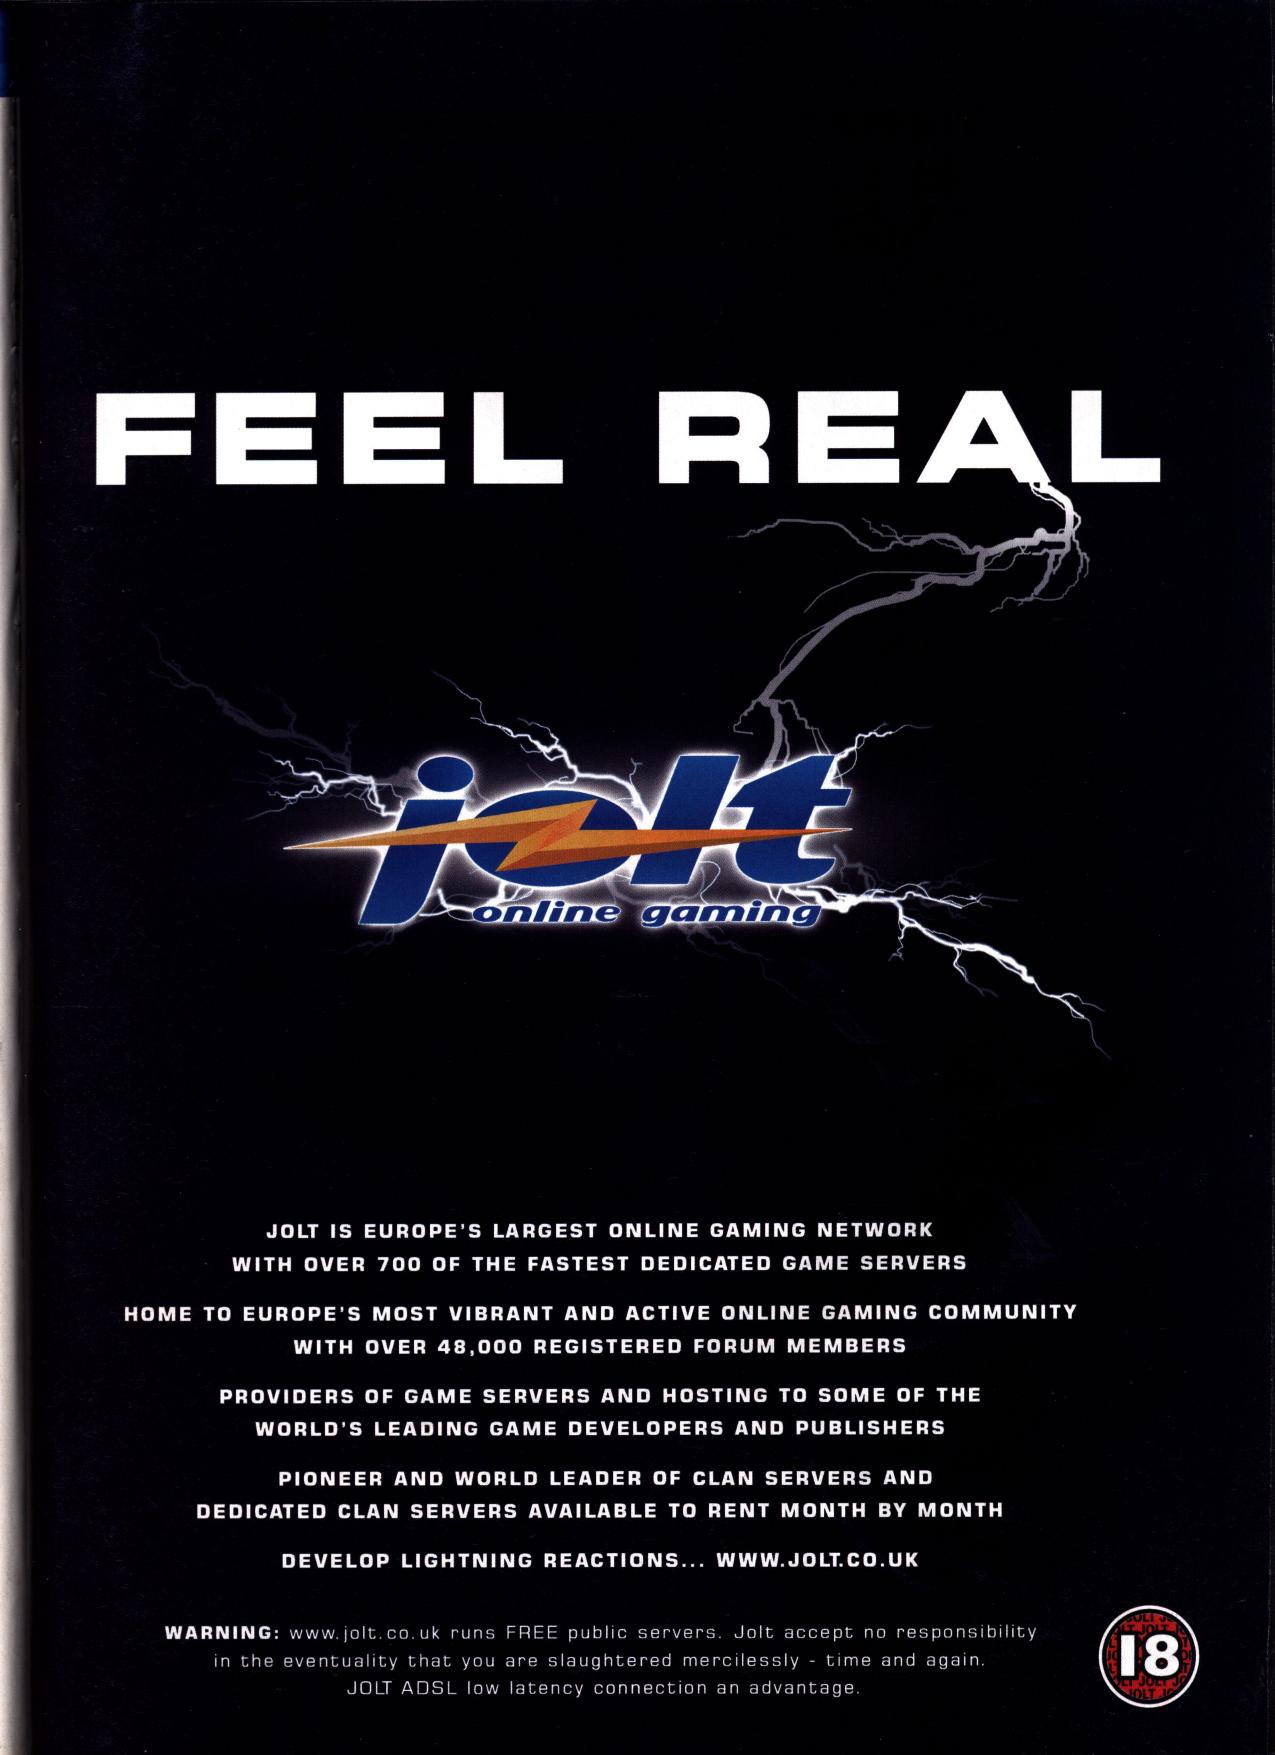 FEEL REAL
jolt
online gaming
JOLT IS EUROPE'S LARGEST ONLINE GAMING NETWORK
WITH OVER 700 OF THE FASTEST DEDICATED GAME SERVERS
HOME TO EUROPE'S MOST VIBRANT AND ACTIVE ONLINE GAMING COMMUNITY
WITH OVER 48,000 REGISTERED FORUM MEMBERS
PROVIDERS OF GAME SERVERS AND HOSTING TO SOME OF THE
WORLD'S LEADING GAME DEVELOPERS AND PUBLISHERS
PIONEER AND WORLD LEADER OF CLAN SERVERS AND
DEDICATED CLAN SERVERS AVAILABLE TO RENT MONTH BY MONTH
DEVELOP LIGHTNING REACTIONS... WWW.JOLT.CO.UK
WARNING: www.jolt.co.uk runs FREE public servers. Jolt accept no responsibility
in the eventuality that you are slaughtered mercilessly - time and again.
JOLT ADSL low latency connection an advantage.
18